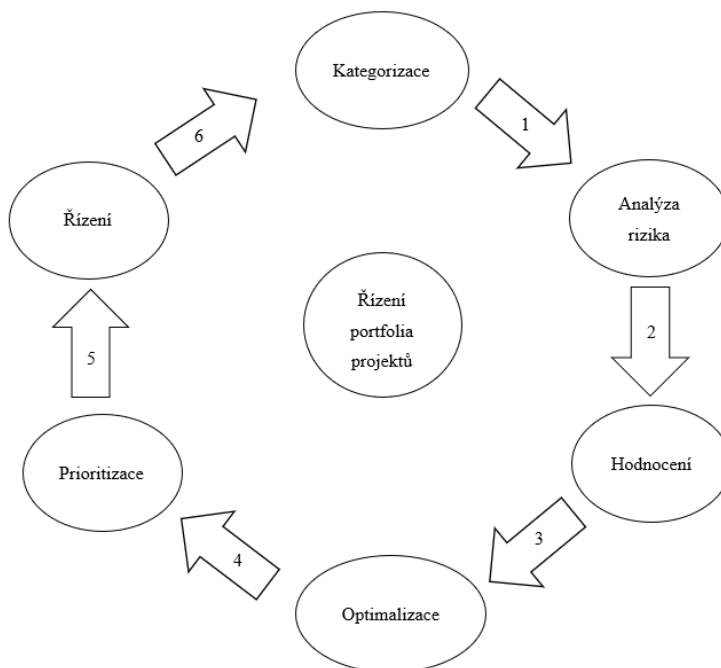 Kategorizace
1
6
Analýza
rizika
Řízení
Řízení
portfolia
projektů
2
5
Hodnocení
Prioritizace
3
4
Optimalizace